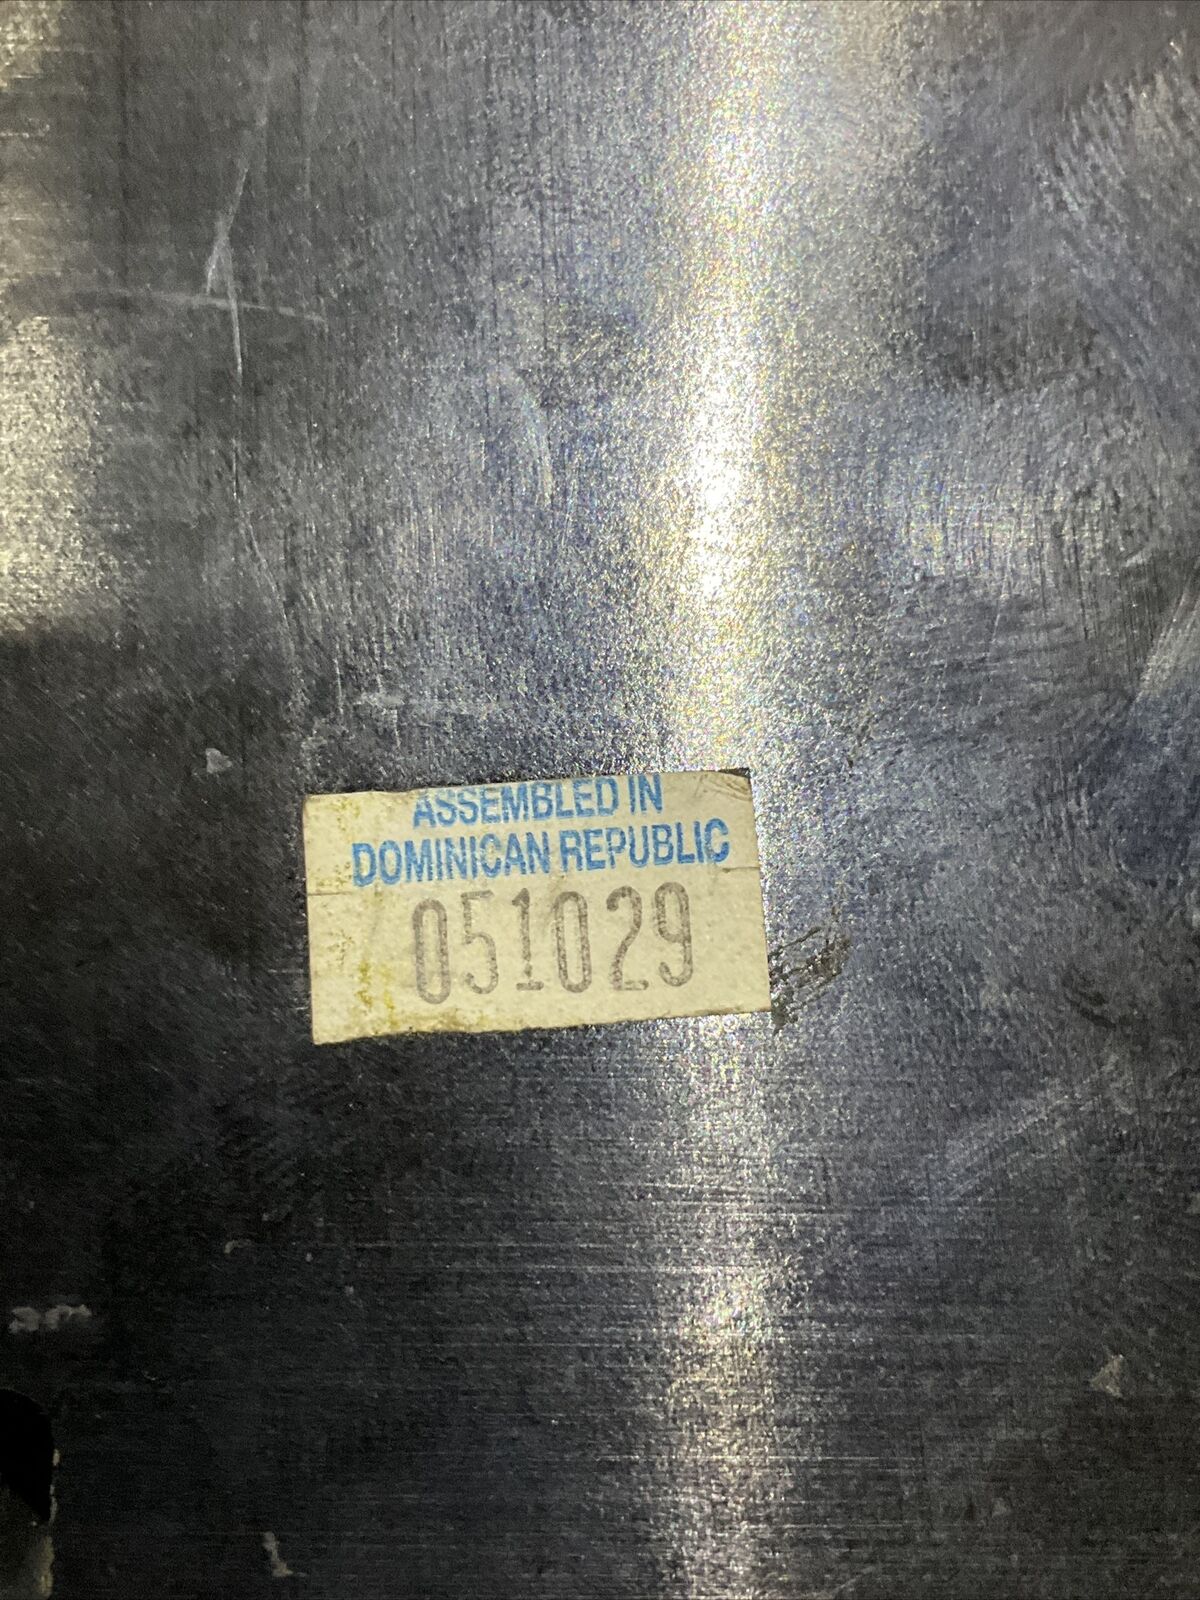 ASSEMBLED IN
DOMINICAN REPUBLIC
051029